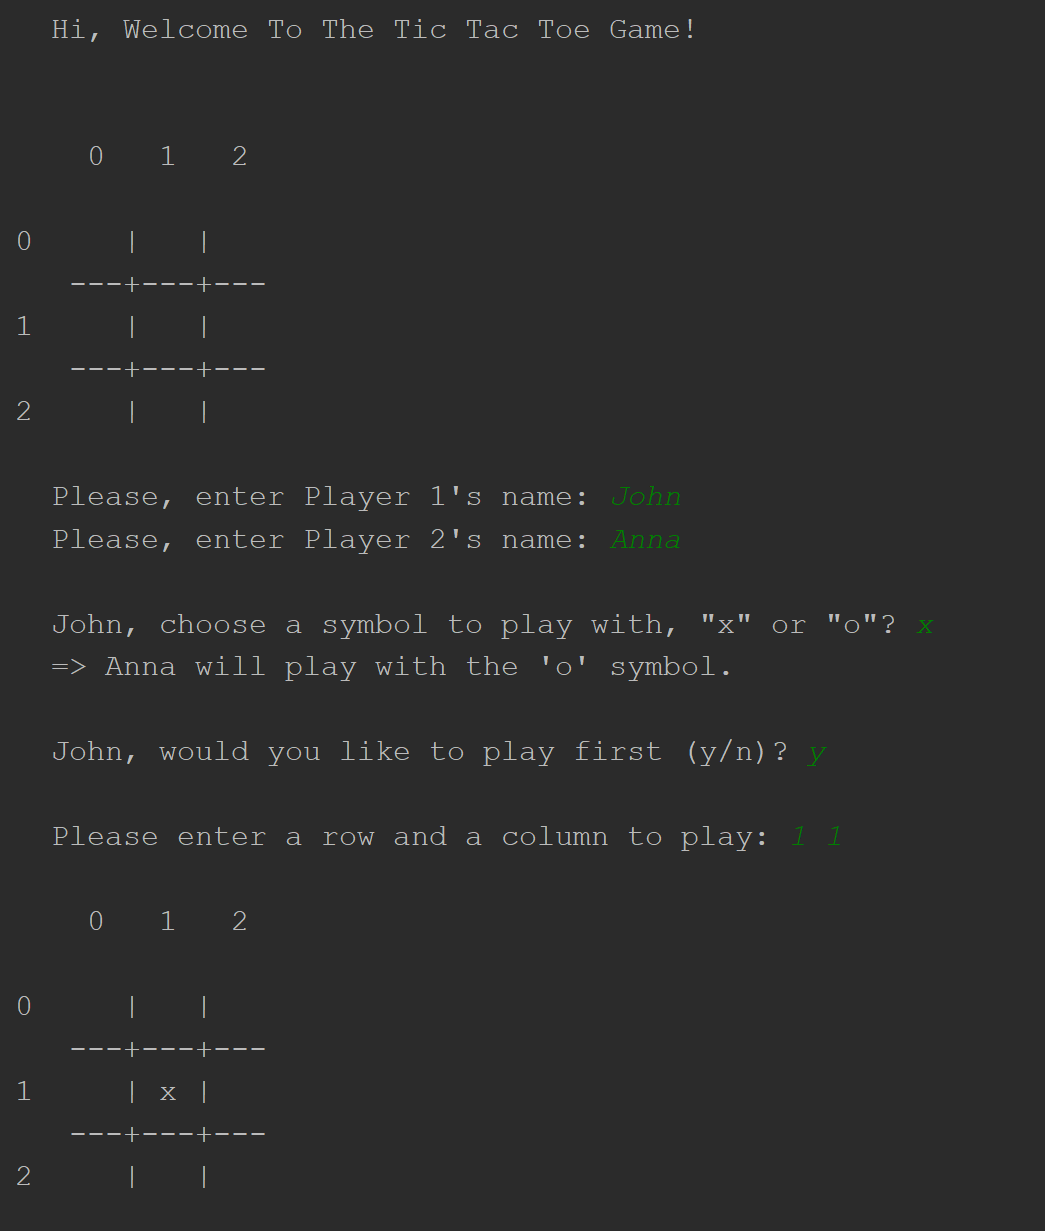 Hi, Welcome To The Tic Tac Toe Game!
0 1 2
0 | |
---+---+---
1 | |
---+---+---
2 | |
Please, enter Player 1's name: John
Please, enter Player 2's name: Anna
John, choose a symbol to play with, "x" or "o"? x
=> Anna will play with the 'o' symbol.
John, would you like to play first (y/n)? y
Please enter a row and a column to play: 1 1
0 1 2
0 | |
---+---+---
1 | x |
---+---+---
2 | |